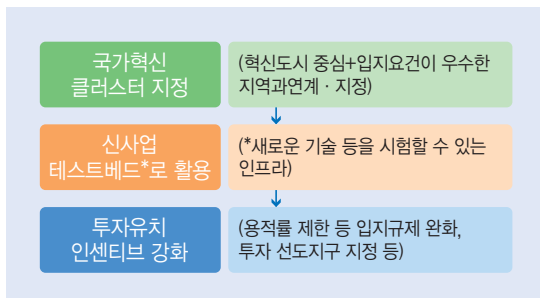 국가혁신
클러스터 지정
(혁신도시 중심+입지요건이 우수한
지역과연계 · 지정)
신사업
테스트베드*로 활용
(*새로운 기술 등을 시험할 수 있는
인프라)
투자유치
인센티브 강화
(용적률 제한 등 입지규제 완화,
투자 선도지구 지정 등)